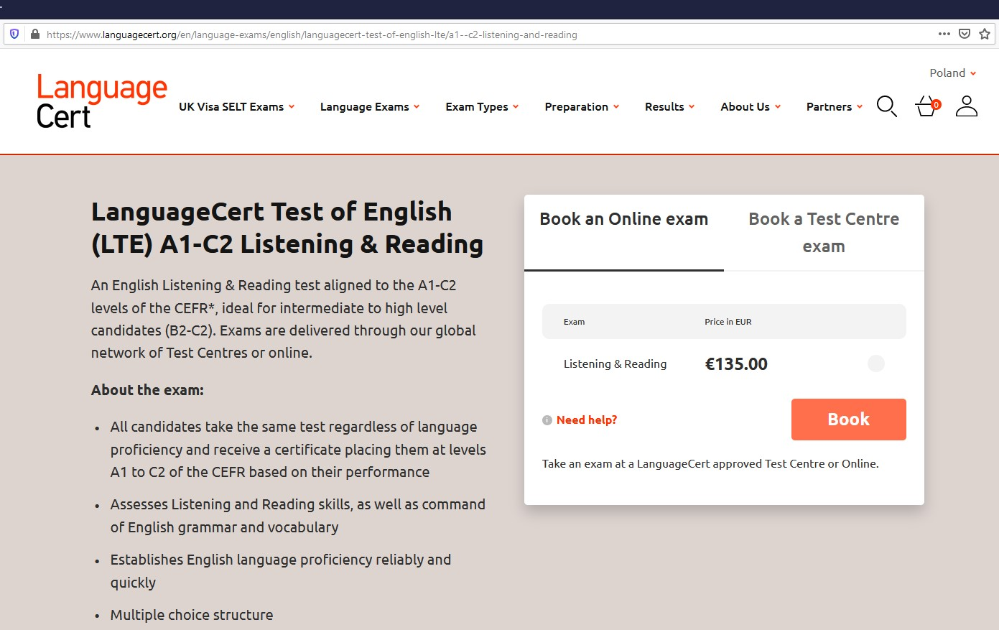 https://www.languagecert.org/en/language-exams/english/languagecert-test-of-english-lte/a1--c2-listening-and-reading
Poland
Language
Cert
UK Visa SELT Exams
Language Exams
Exam Types
Preparation
Results
About Us
Partners
0
LanguageCert Test of English
(LTE) A1-C2 Listening & Reading
An English Listening & Reading test aligned to the A1-C2
levels of the CEFR*, ideal for intermediate to high level
candidates (B2-C2). Exams are delivered through our global
network of Test Centres or online.
About the exam:
• All candidates take the same test regardless of language
proficiency and receive a certificate placing them at levels
A1 to C2 of the CEFR based on their performance
• Assesses Listening and Reading skills, as well as command
of English grammar and vocabulary
• Establishes English language proficiency reliably and
quickly
• Multiple choice structure
Book an Online exam
Book a Test Centre
exam
Exam
Price in EUR
Listening & Reading
€135.00
Need help?
Book
Take an exam at a LanguageCert approved Test Centre or Online.